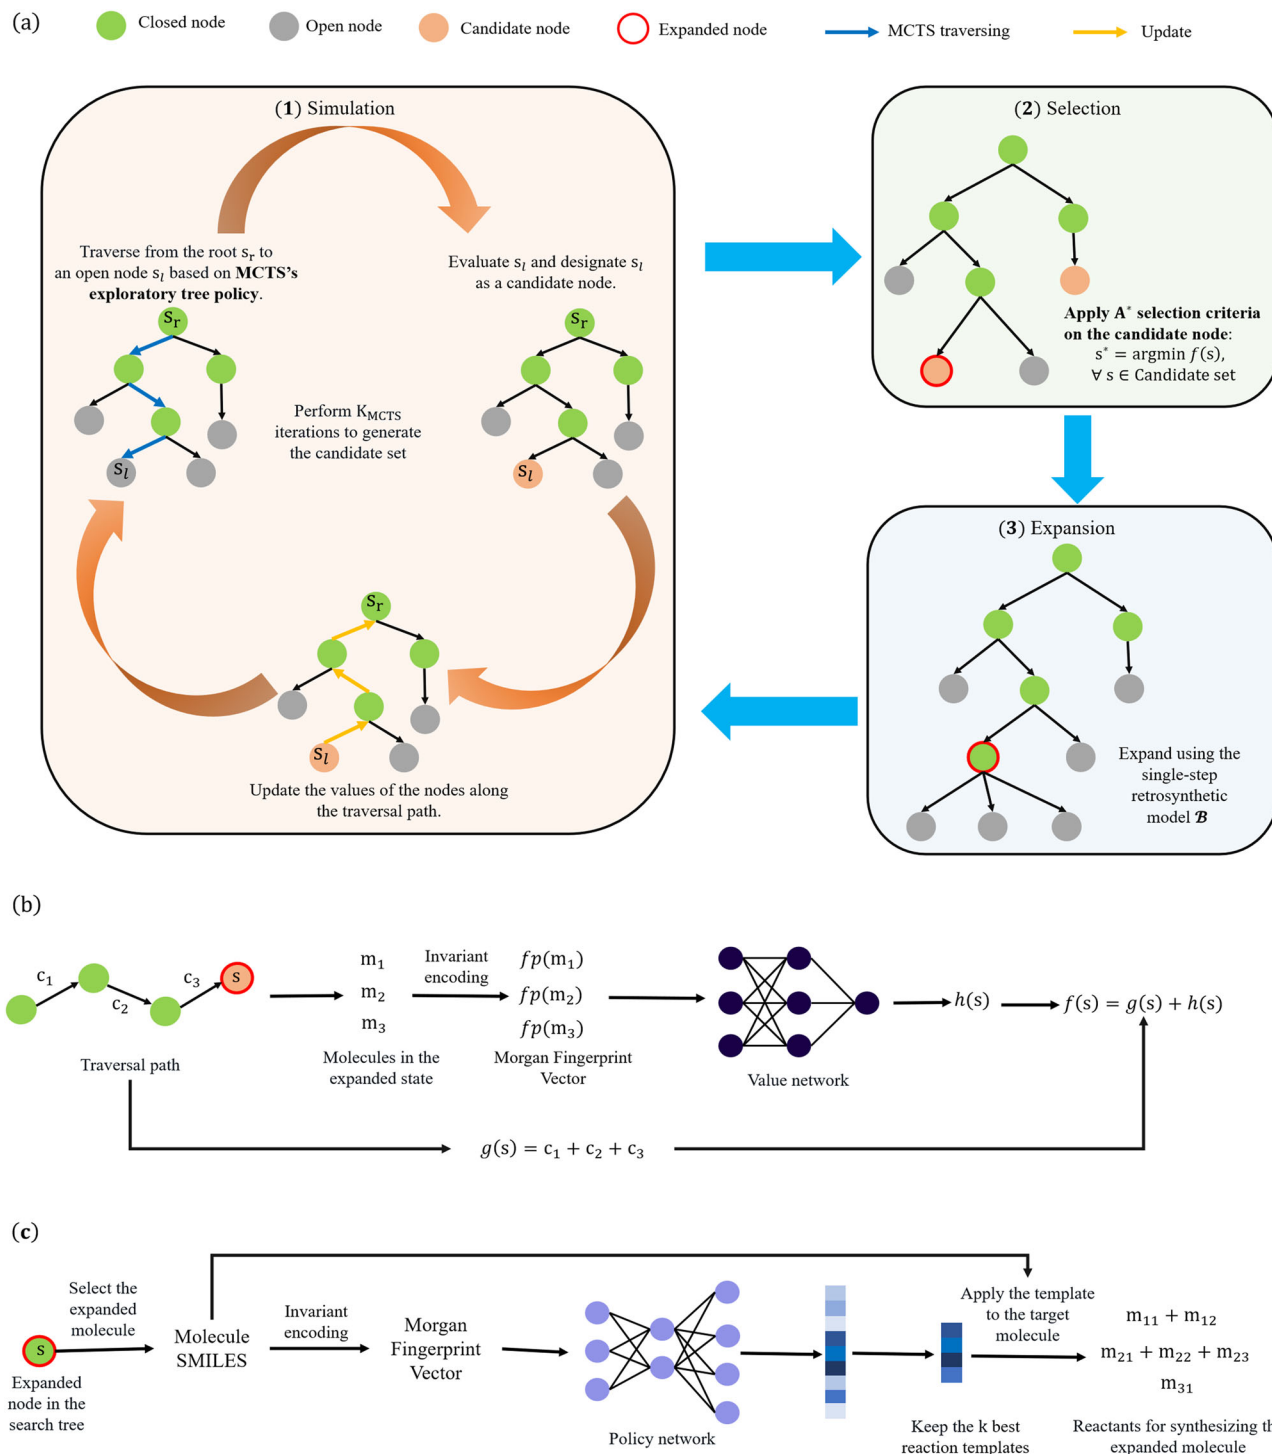 (a)
Closed node
Open node
Candidate node
Expanded node
MCTS traversing
Update
(1) Simulation
Traverse from the root sᵣ to
an open node s𝑙 based on MCTS's
exploratory tree policy.
Evaluate s𝑙 and designate s𝑙
as a candidate node.
sᵣ
s𝑙
Perform K_MCTS
iterations to generate
the candidate set
sᵣ
s𝑙
sᵣ
s𝑙
Update the values of the nodes along
the traversal path.
(2) Selection
Apply A* selection criteria
on the candidate node:
s* = argmin f(s),
∀ s ∈ Candidate set
(3) Expansion
Expand using the
single-step
retrosynthetic
model ℬ
(b)
c₁
c₂
c₃
s
Traversal path
m₁
m₂
m₃
Molecules in the
expanded state
Invariant
encoding
fp(m₁)
fp(m₂)
fp(m₃)
Morgan Fingerprint
Vector
Value network
h(s)
f(s) = g(s) + h(s)
g(s) = c₁ + c₂ + c₃
(c)
s
Expanded
node in the
search tree
Select the
expanded
molecule
Molecule
SMILES
Invariant
encoding
Morgan
Fingerprint
Vector
Policy network
Keep the k best
reaction templates
Apply the template
to the target
molecule
m₁₁ + m₁₂
m₂₁ + m₂₂ + m₂₃
m₃₁
Reactants for synthesizing th
expanded molecule